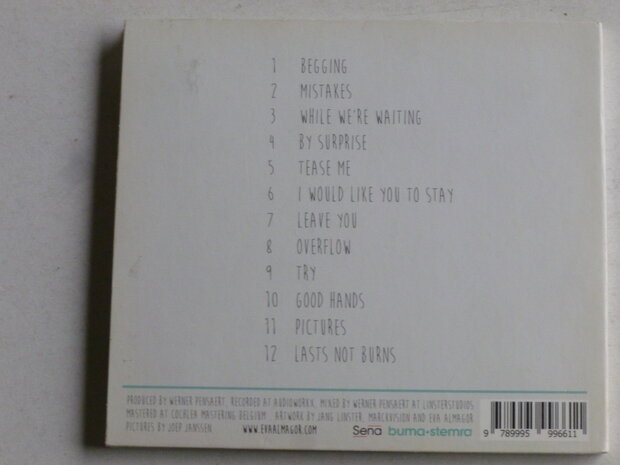 1 BEGGING
2 MISTAKES
3 WHILE WE'RE WAITING
4 BY SURPRISE
5 TEASE ME
6 I WOULD LIKE YOU TO STAY
7 LEAVE YOU
8 OVERFLOW
9 TRY
10 GOOD HANDS
11 PICTURES
12 LASTS NOT BURNS
PRODUCED BY WERNER PENSAERT, RECORDED AT AUDIOWORKX, MIXED BY WERNER PENSAERT AT LINSTERSTUDIOS
MASTERED AT COCHLEA MASTERING BELGIUM. ARTWORK BY JANG LINSTER, MARCKXVISION AND EVA ALMAGOR
PICTURES BY JOEP JANSSEN. WWW.EVAALMAGOR.COM Sena buma•stemra 9 789995 996611